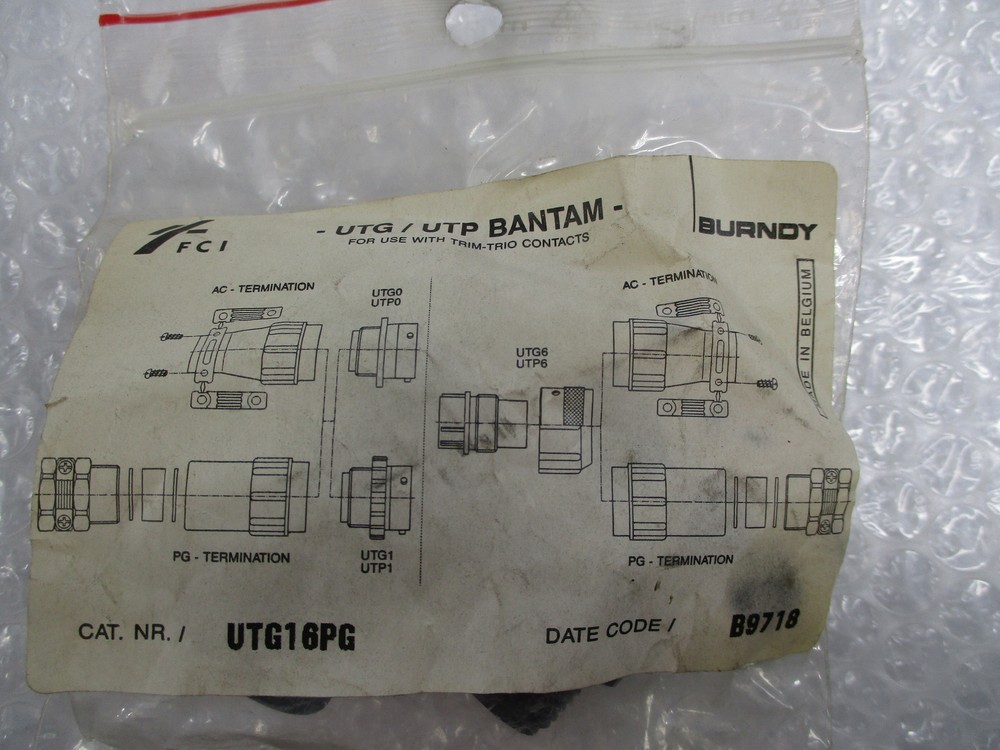 FCI
- UTG / UTP BANTAM -
FOR USE WITH TRIM-TRIO CONTACTS
BURNDY
AC - TERMINATION
UTG0
UTP0
UTG6
UTP6
AC - TERMINATION
IN BELGIUM
PG - TERMINATION
UTG1
UTP1
PG - TERMINATION
CAT. NR. / UTG16PG
DATE CODE / B9718